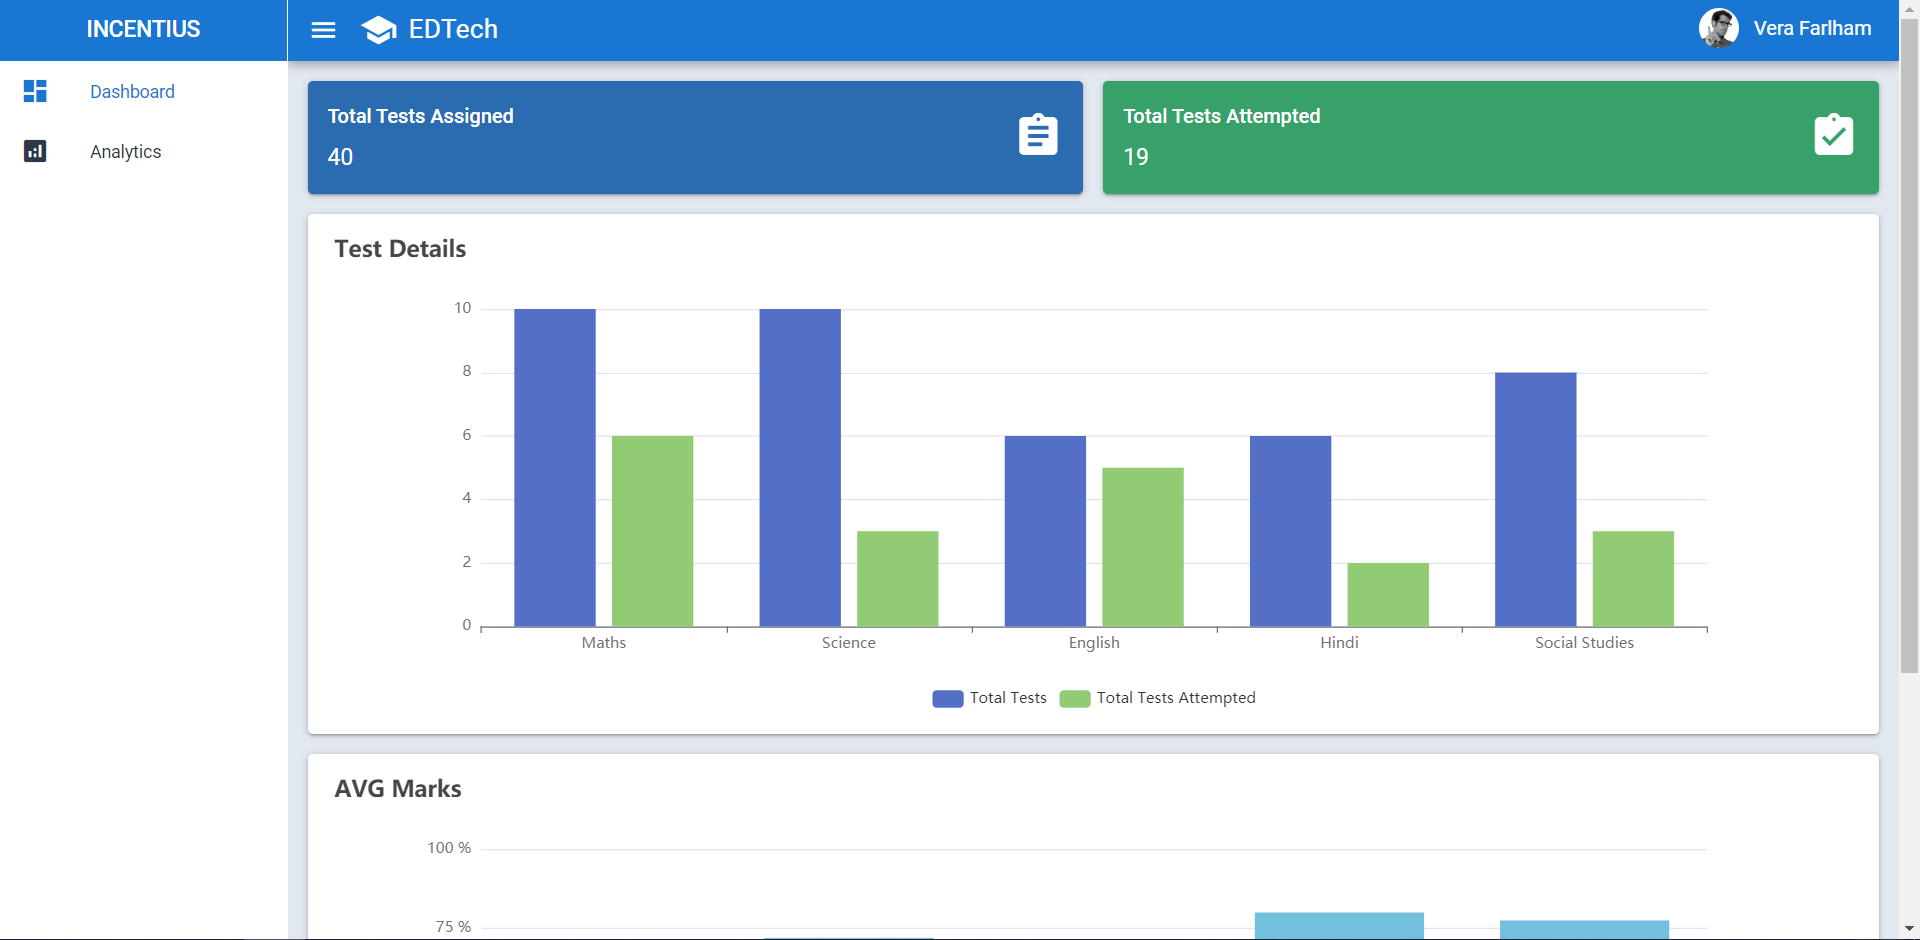 INCENTIUS
EDTech
Vera Farlham
Dashboard
Analytics
Total Tests Assigned
40
Total Tests Attempted
19
Test Details
10
8
6
4
2
0
Maths Science English Hindi Social Studies
Total Tests Total Tests Attempted
AVG Marks
100 %
75 %